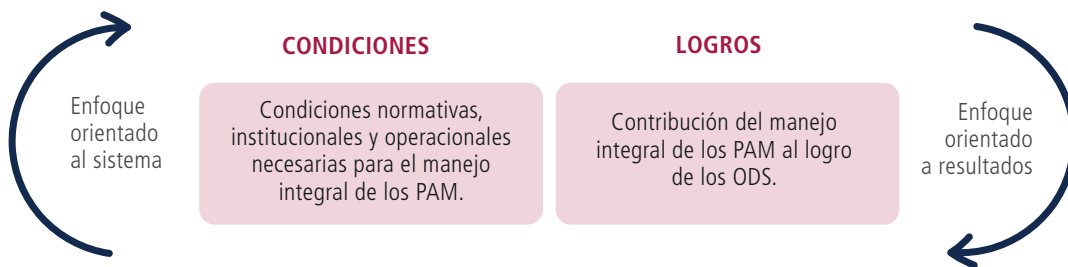 CONDICIONES
LOGROS
Enfoque
orientado
al sistema
Condiciones normativas,
institucionales y operacionales
necesarias para el manejo
integral de los PAM.
Contribución del manejo
integral de los PAM al logro
de los ODS.
Enfoque
orientado
a resultados